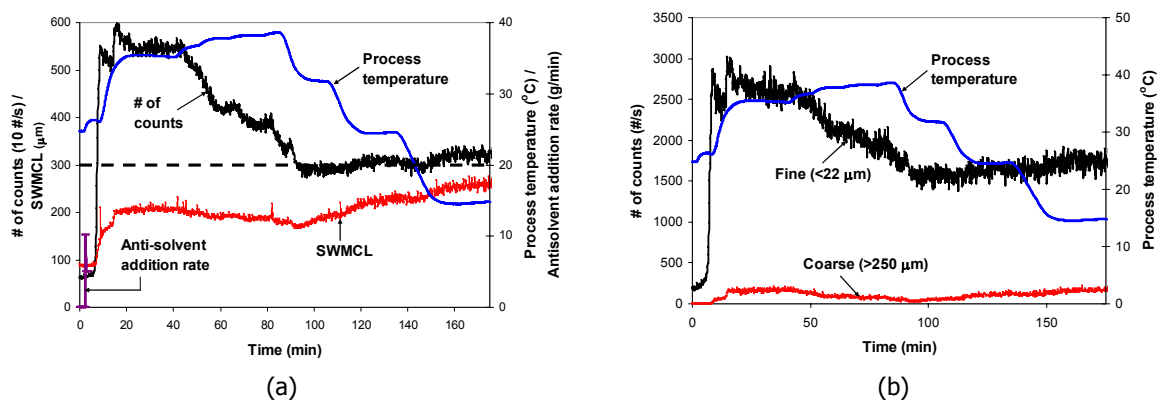 # of counts (10 #/s) /
SWMCL (μm)
600
500
400
300
200
100
0
0
20
40
60
80
100
120
140
160
Time (min)
40
30
20
10
0
Process temperature (°C) /
Antisolvent addition rate (g/min)
Process
temperature
# of
counts
Anti-solvent
addition rate
SWMCL
(a)
# of counts (#/s)
3500
3000
2500
2000
1500
1000
500
0
0
50
100
150
Time (min)
50
40
30
20
10
0
Process temperature (°C)
Process
temperature
Fine (<22 μm)
Coarse (>250 μm)
(b)